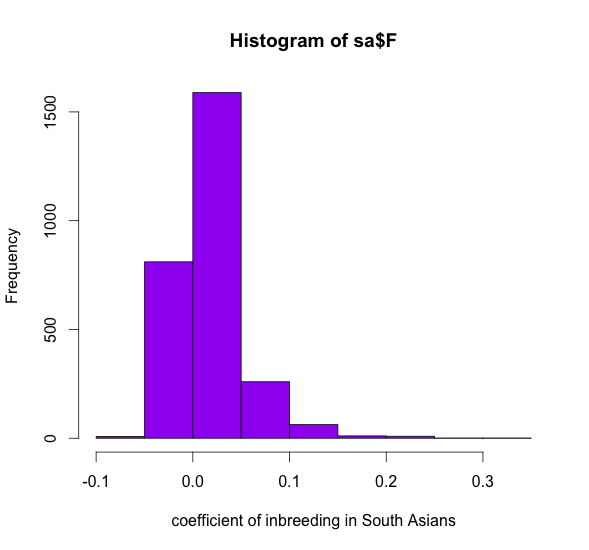 Histogram of sa$F
Frequency
1500
1000
500
0
-0.1 0.0 0.1 0.2 0.3
coefficient of inbreeding in South Asians